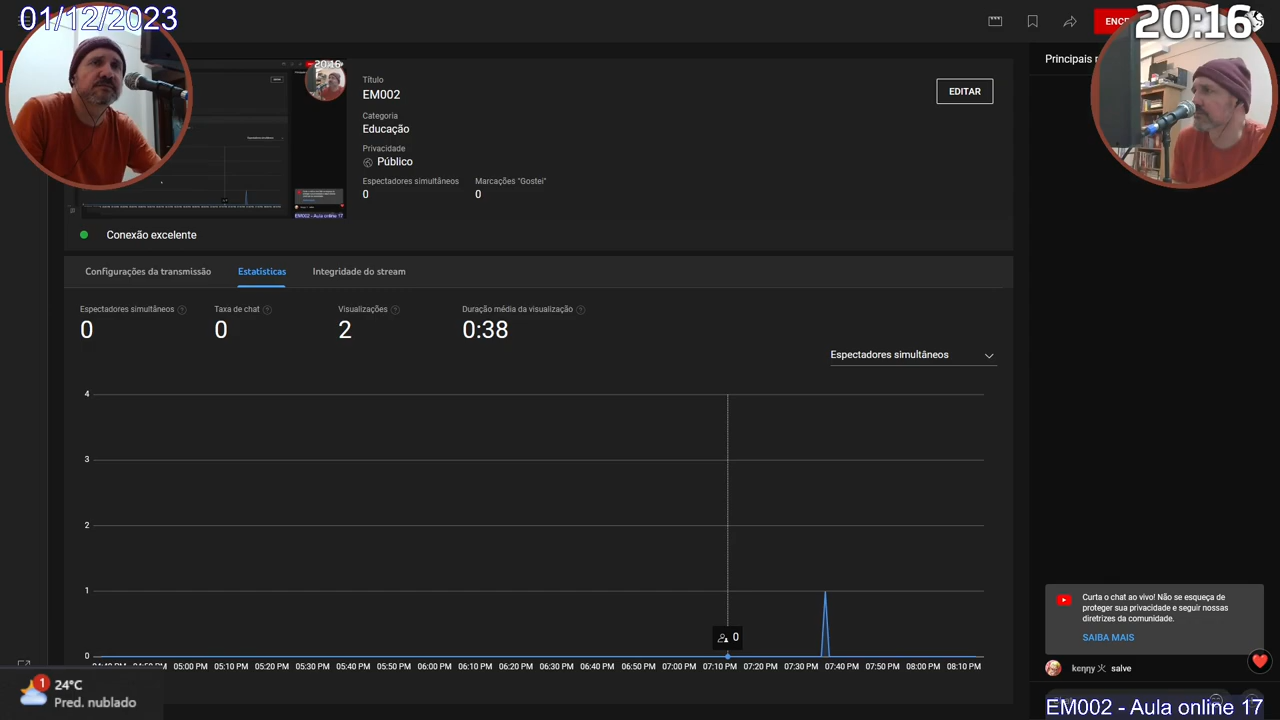 01/12/2023
20:16
Principais
Título
EM002
EDITAR
Categoria
Educação
Privacidade
Público
Espectadores simultâneos
Marcações "Gostei"
0
0
EM002 - Aula online 17
Conexão excelente
Configurações da transmissão
Estatísticas
Integridade do stream
Espectadores simultâneos
Taxa de chat
Visualizações
Duração média da visualização
0
0
2
0:38
Espectadores simultâneos
4
3
2
1
0
0
05:00 PM 05:10 PM 05:20 PM 05:30 PM 05:40 PM 05:50 PM 06:00 PM 06:10 PM 06:20 PM 06:30 PM 06:40 PM 06:50 PM 07:00 PM 07:10 PM 07:20 PM 07:30 PM 07:40 PM 07:50 PM 08:00 PM 08:10 PM
Curta o chat ao vivo! Não se esqueça de
proteger sua privacidade e seguir nossas
diretrizes da comunidade.
SAIBA MAIS
kenny 火 salve
1
24°C
Pred. nublado
EM002 - Aula online 17